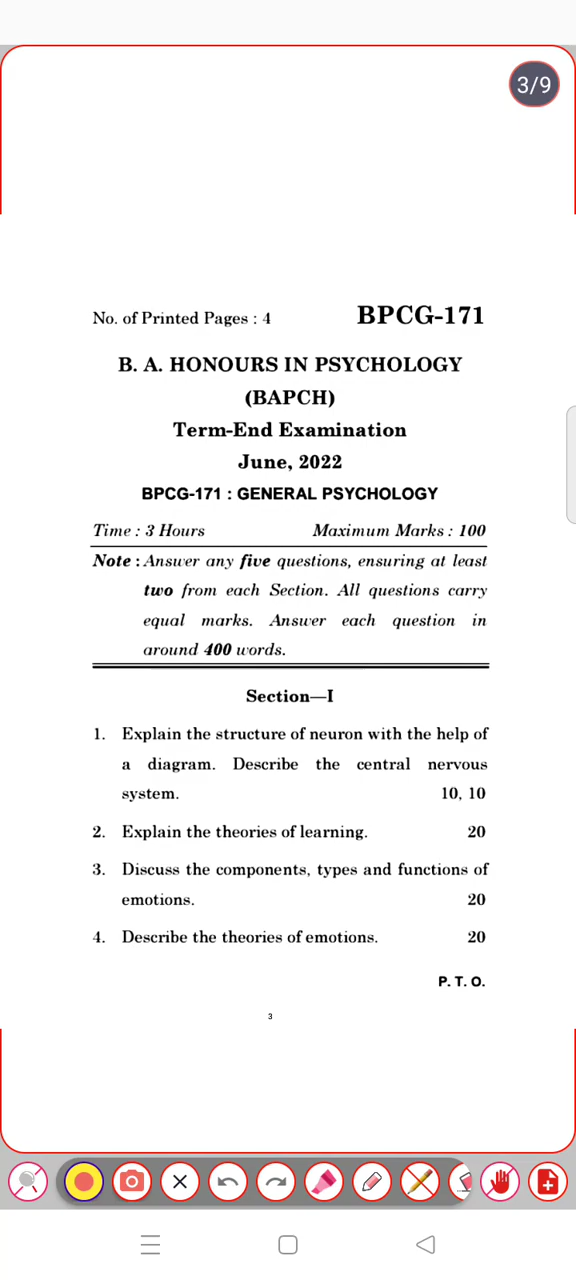 3/9
No. of Printed Pages : 4 BPCG-171
B. A. HONOURS IN PSYCHOLOGY
(BAPCH)
Term-End Examination
June, 2022
BPCG-171 : GENERAL PSYCHOLOGY
Time : 3 Hours Maximum Marks : 100
Note : Answer any five questions, ensuring at least
two from each Section. All questions carry
equal marks. Answer each question in
around 400 words.
Section—I
1. Explain the structure of neuron with the help of
a diagram. Describe the central nervous
system. 10, 10
2. Explain the theories of learning. 20
3. Discuss the components, types and functions of
emotions. 20
4. Describe the theories of emotions. 20
P. T. O.
3